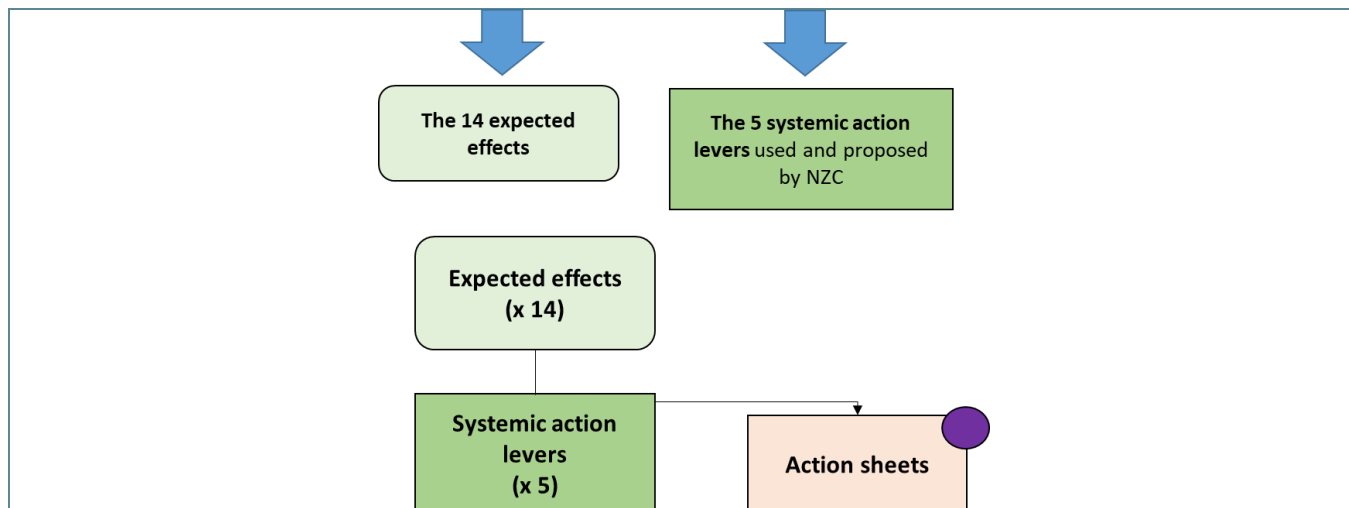 The 14 expected
effects
The 5 systemic action
levers used and proposed
by NZC
Expected effects
(x 14)
Systemic action
levers
(x 5)
Action sheets